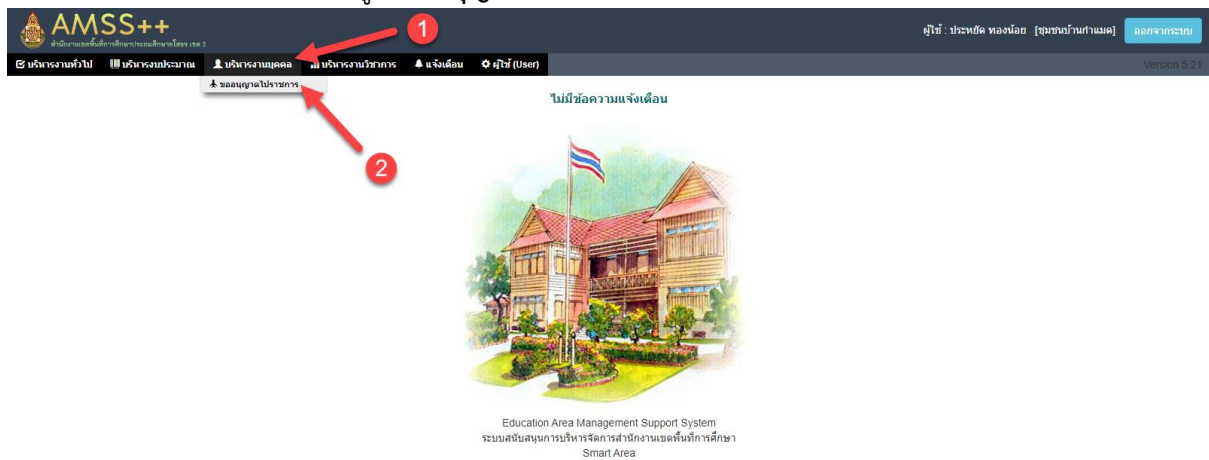 AMSS++
สำนักงานเขตพื้นที่การศึกษาประถมศึกษายโสธร เขต 2
ผู้ใช้ : ประหยัด ทองน้อย [ชุมชนบ้านกำแมด]
ออกจากระบบ
บริหารงานทั่วไป บริหารงบประมาณ บริหารงานบุคคล บริหารงานวิชาการ แจ้งเตือน ผู้ใช้ (User)
Version 5.21
ขออนุญาตไปราชการ
1
2
ไม่มีข้อความแจ้งเตือน
Education Area Management Support System
ระบบสนับสนุนการบริหารจัดการสำนักงานเขตพื้นที่การศึกษา
Smart Area